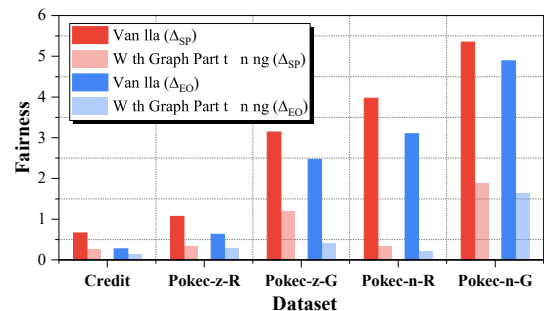 6
5
4
3
2
1
0
Fairness
Van lla (ΔSP)
W th Graph Part t n ng (ΔSP)
Van lla (ΔEO)
W th Graph Part t n ng (ΔEO)
Credit Pokec-z-R Pokec-z-G Pokec-n-R Pokec-n-G
Dataset